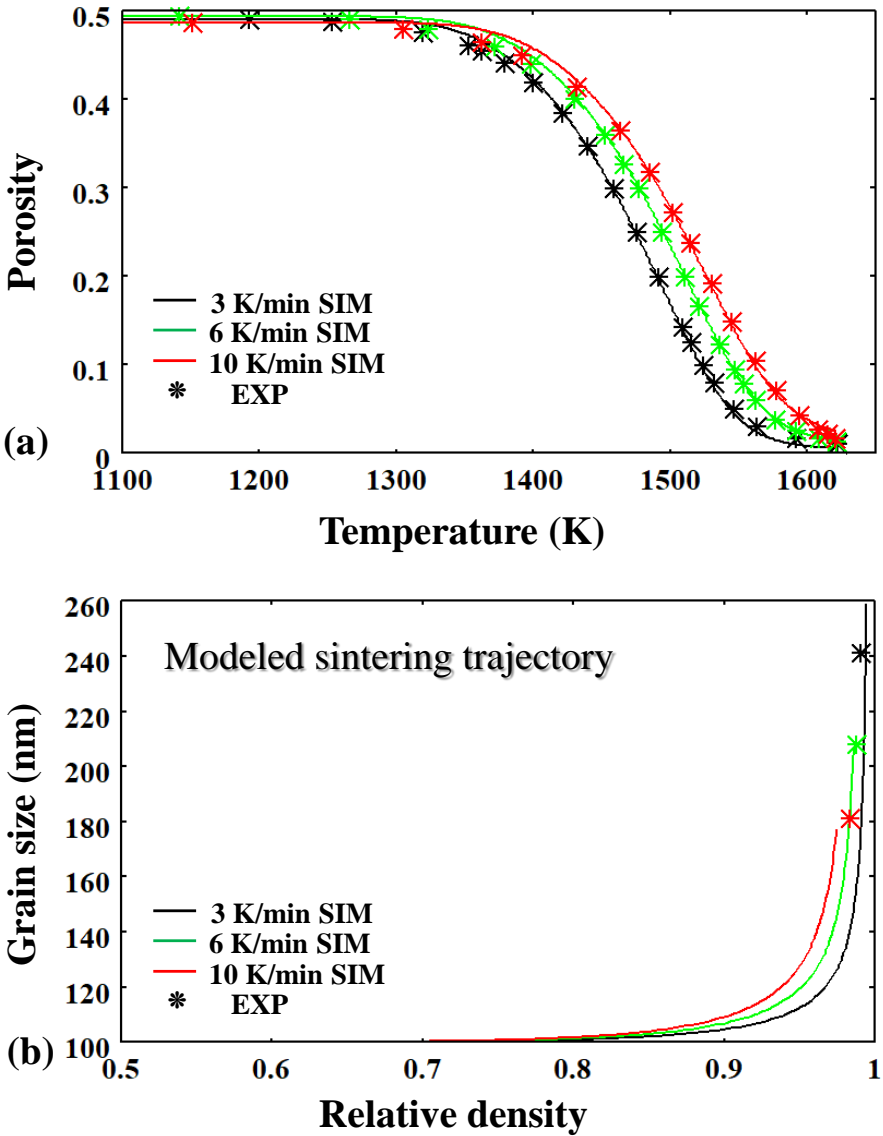 0.5
0.4
0.3
0.2
0.1
0
Porosity
3 K/min SIM
6 K/min SIM
10 K/min SIM
EXP
(a)
1100 1200 1300 1400 1500 1600
Temperature (K)
260
240
220
200
180
160
140
120
100
Grain size (nm)
Modeled sintering trajectory
3 K/min SIM
6 K/min SIM
10 K/min SIM
EXP
(b)
0.5 0.6 0.7 0.8 0.9 1
Relative density